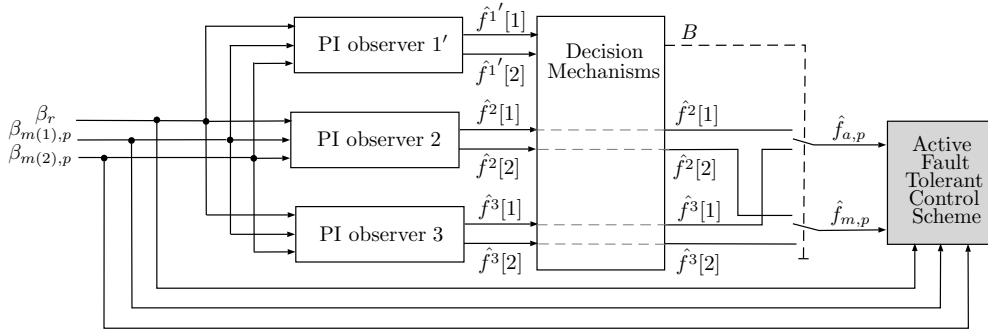 β_r
β_{m(1),p}
β_{m(2),p}
PI observer 1′
PI observer 2
PI observer 3
f̂^{1′}[1]
f̂^{1′}[2]
f̂^2[1]
f̂^2[2]
f̂^3[1]
f̂^3[2]
Decision
Mechanisms
B
f̂^2[1]
f̂^2[2]
f̂^3[1]
f̂^3[2]
f̂_{a,p}
f̂_{m,p}
Active
Fault
Tolerant
Control
Scheme